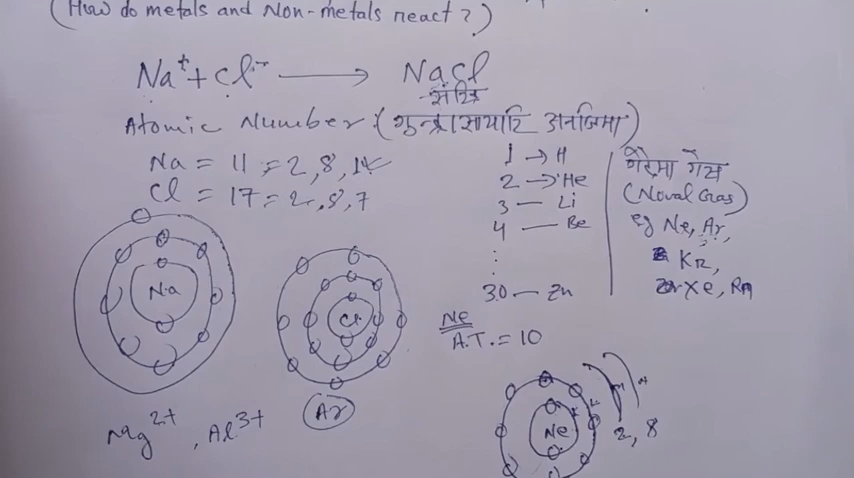 (How do metals and Non-metals react?)
Na⁺ + Cl⁻ → NaCl
Atomic Number: (
Na = 11 = 2, 8, 1
Cl = 17 = 2, 8, 7
1 → H
2 → He
3 — Li
4 — Be
30 — Zn
गैस
(Noval Gas)
eg Ne, Ar,
Kr,
Xe, Rn
Na
Cl
Ne
A.T. = 10
Mg²⁺, Al³⁺
Ar
Ne
2, 8